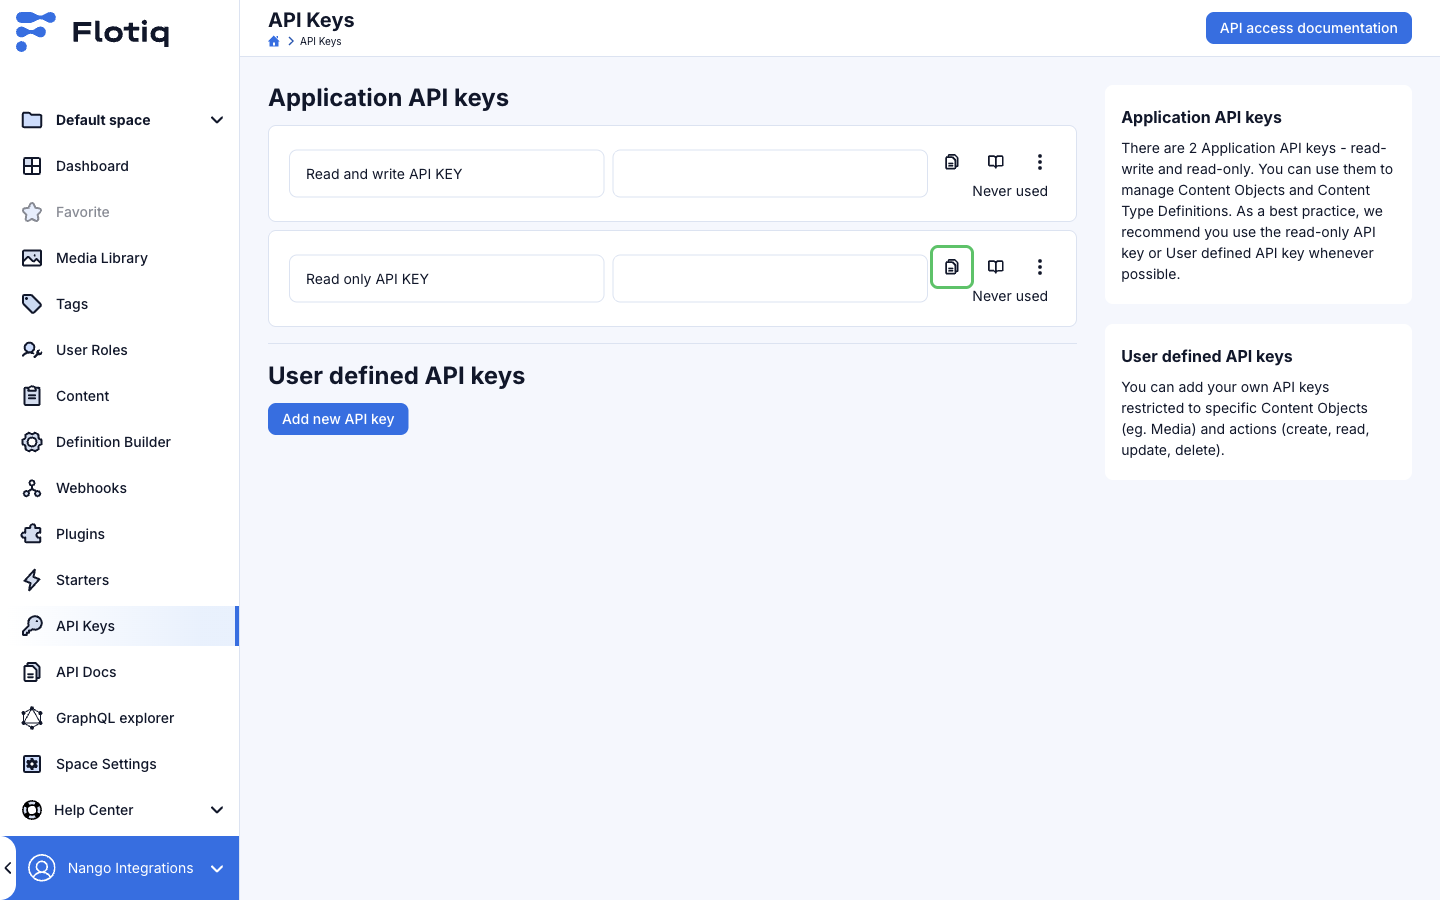 Flotiq
Default space
Dashboard
Favorite
Media Library
Tags
User Roles
Content
Definition Builder
Webhooks
Plugins
Starters
API Keys
API Docs
GraphQL explorer
Space Settings
Help Center
Nango Integrations
API Keys
API Keys
API access documentation
Application API keys
Read and write API KEY
Never used
Read only API KEY
Never used
User defined API keys
Add new API key
Application API keys
There are 2 Application API keys - read-
write and read-only. You can use them to
manage Content Objects and Content
Type Definitions. As a best practice, we
recommend you use the read-only API
key or User defined API key whenever
possible.
User defined API keys
You can add your own API keys
restricted to specific Content Objects
(eg. Media) and actions (create, read,
update, delete).